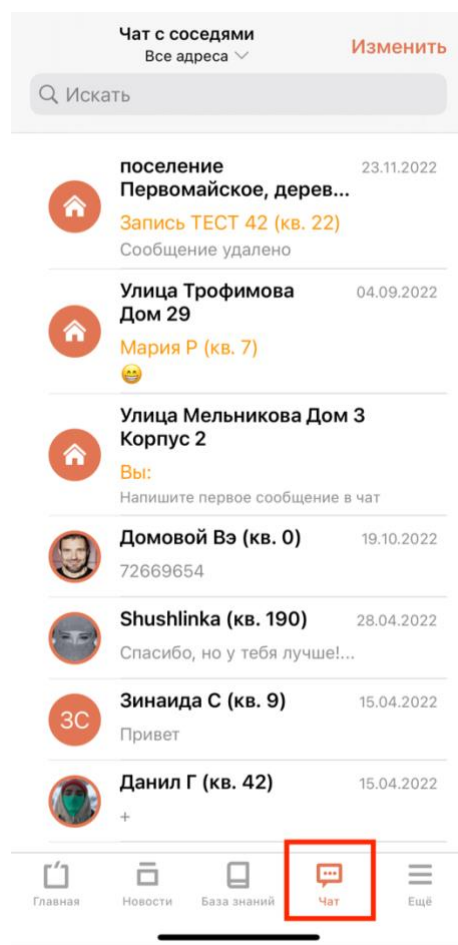 Чат с соседями
Все адреса
Изменить
Искать
поселение
23.11.2022
Первомайское, дерев...
Запись ТЕСТ 42 (кв. 22)
Сообщение удалено
Улица Трофимова
04.09.2022
Дом 29
Мария Р (кв. 7)
Улица Мельникова Дом 3
Корпус 2
Вы:
Напишите первое сообщение в чат
Домовой Вэ (кв. 0)
19.10.2022
72669654
Shushlinka (кв. 190)
28.04.2022
Спасибо, но у тебя лучше!...
ЗС
Зинаида С (кв. 9)
15.04.2022
Привет
Данил Г (кв. 42)
15.04.2022
+
Главная
Новости
База знаний
Чат
Ещё